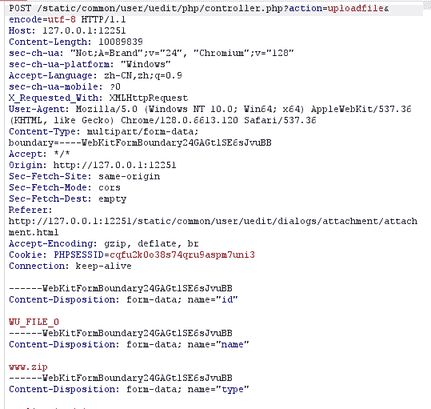 POST /static/common/user/uedit/php/controller.php?action=uploadfile&
encode=utf-8 HTTP/1.1
Host: 127.0.0.1:12251
Content-Length: 10089839
sec-ch-ua: "Not;A=Brand";v="24", "Chromium";v="128"
sec-ch-ua-platform: "Windows"
Accept-Language: zh-CN,zh;q=0.9
sec-ch-ua-mobile: ?0
X_Requested_With: XMLHttpRequest
User-Agent: Mozilla/5.0 (Windows NT 10.0; Win64; x64) AppleWebKit/537.36
(KHTML, like Gecko) Chrome/128.0.6613.120 Safari/537.36
Content-Type: multipart/form-data;
boundary=----WebKitFormBoundary24GAGtlSE6sJvuBB
Accept: */*
Origin: http://127.0.0.1:12251
Sec-Fetch-Site: same-origin
Sec-Fetch-Mode: cors
Sec-Fetch-Dest: empty
Referer:
http://127.0.0.1:12251/static/common/user/uedit/dialogs/attachment/attach
ment.html
Accept-Encoding: gzip, deflate, br
Cookie: PHPSESSID=cqfu2k0o38s74qru9aspm7uni3
Connection: keep-alive
------WebKitFormBoundary24GAGtlSE6sJvuBB
Content-Disposition: form-data; name="id"
WU_FILE_0
------WebKitFormBoundary24GAGtlSE6sJvuBB
Content-Disposition: form-data; name="name"
www.zip
------WebKitFormBoundary24GAGtlSE6sJvuBB
Content-Disposition: form-data; name="type"